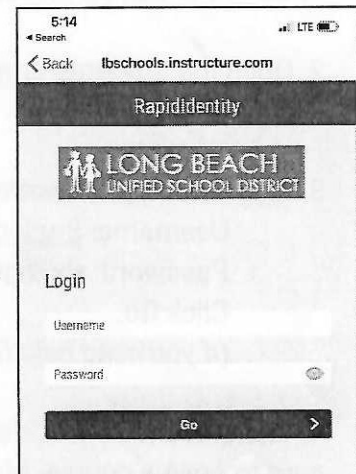 5:14
LTE
Search
Back lbschools.instructure.com
RapidIdentity
LONG BEACH
UNIFIED SCHOOL DISTRICT
Login
Username
Password
Go